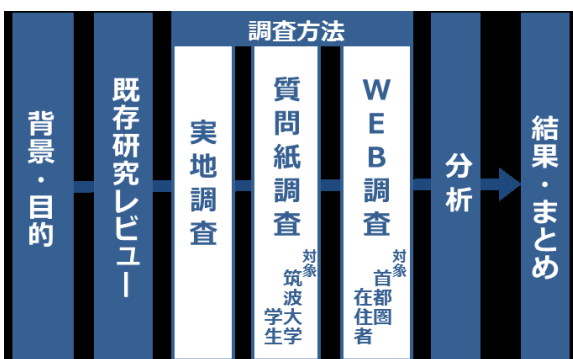 調査方法
背景・目的
既存研究レビュー
実地調査
質問紙調査
対象
筑波大学
学生
WEB調査
対象
首都圏
在住者
分析
結果・まとめ